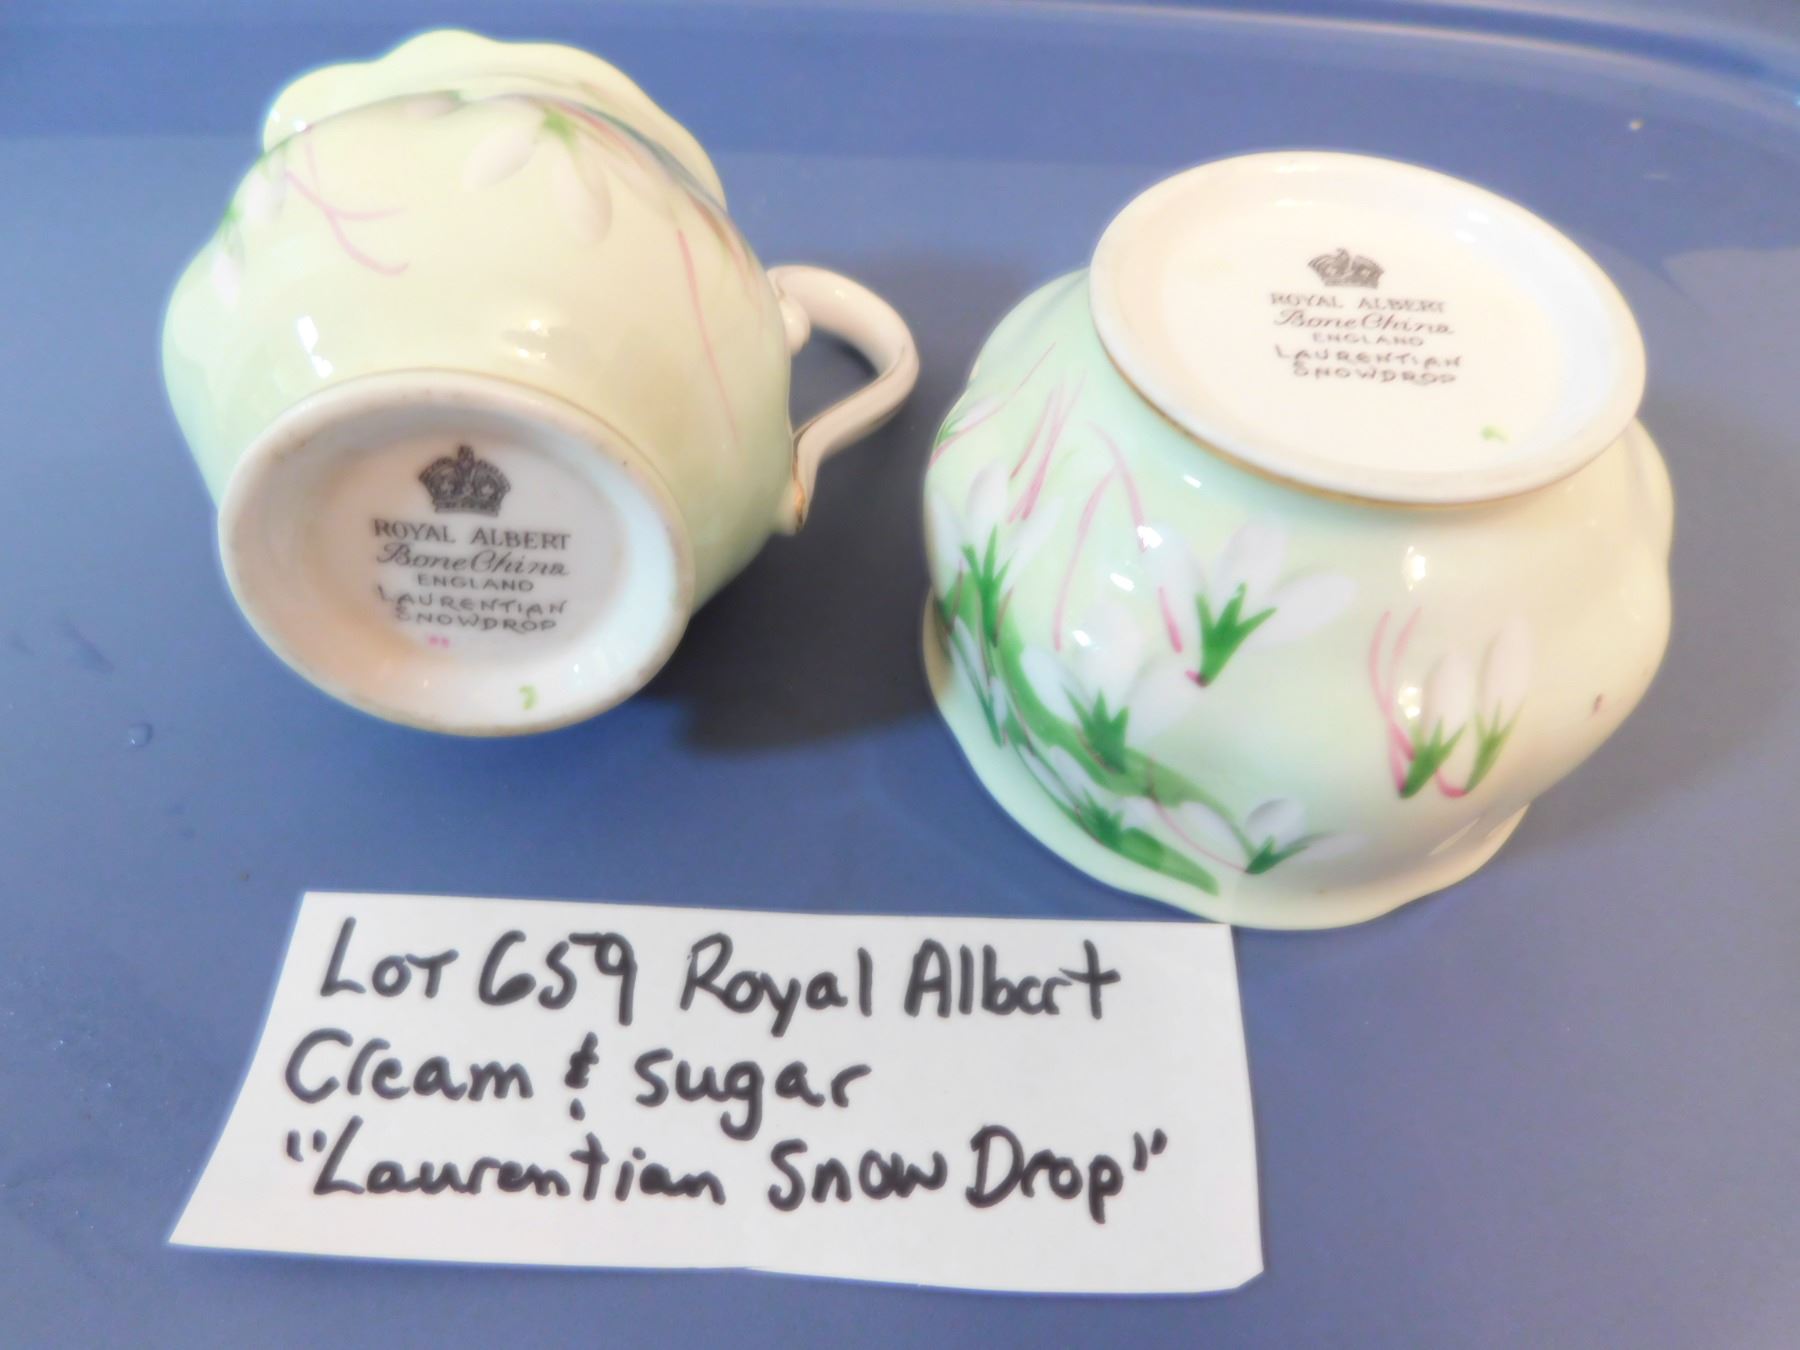 ROYAL ALBERT
Bone China
ENGLAND
LAURENTIAN
SNOWDROP
ROYAL ALBERT
Bone China
ENGLAND
LAURENTIAN
SNOWDROP
Lot 659 Royal Albert
Cream & sugar
"Laurentian Snow Drop"